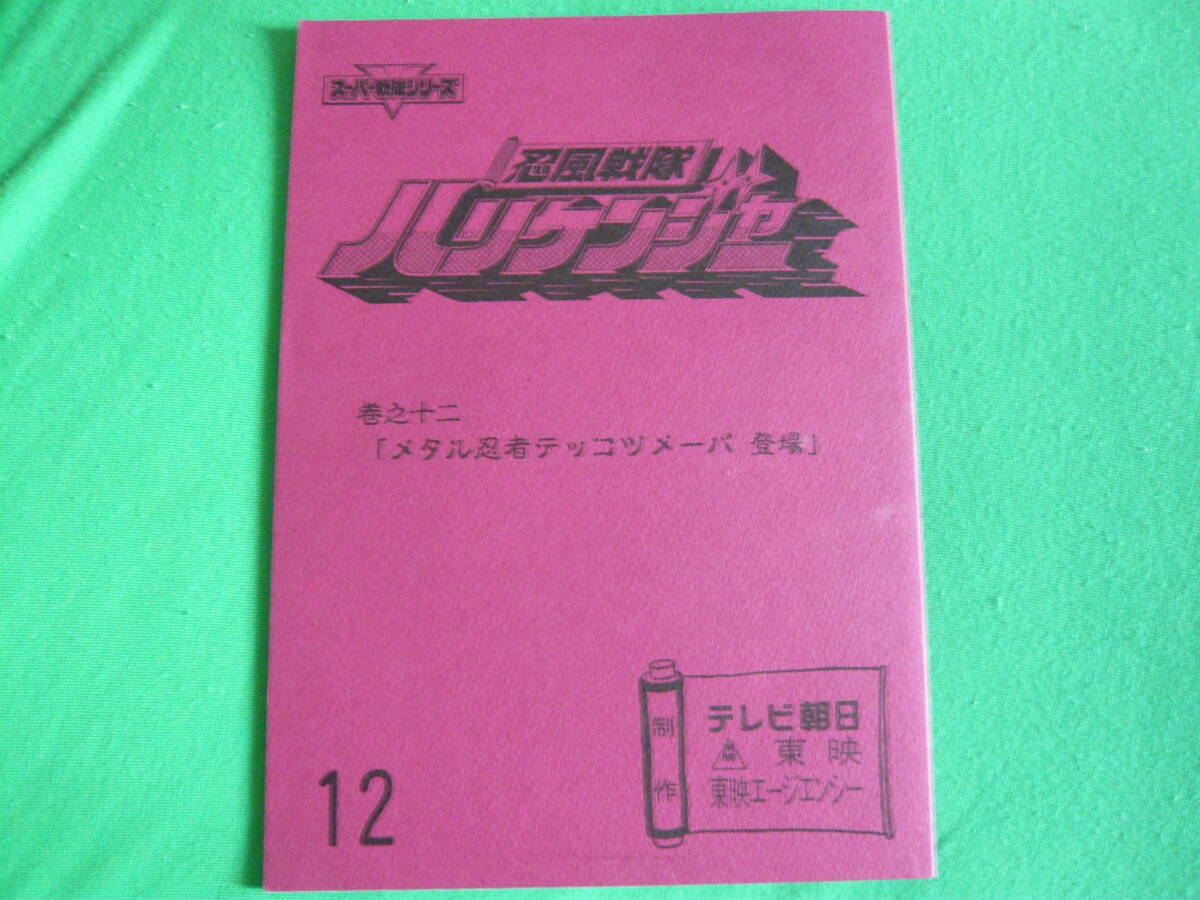 スーパー戦隊シリーズ
忍風戦隊
ハリケンジャー
巻之十二
「メタル忍者テッコツメーバ 登場」
制作
テレビ朝日
東映
東映エージエンシー
12